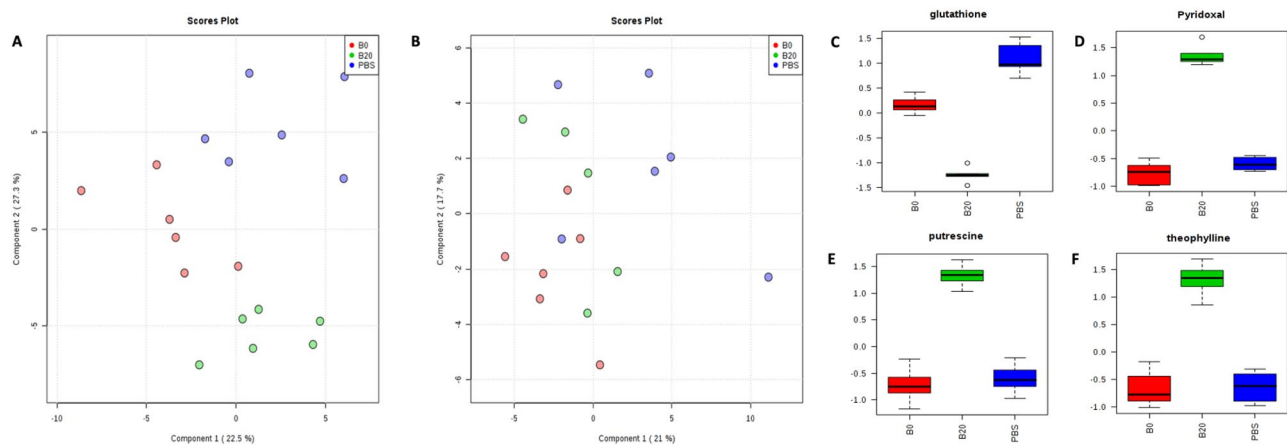 A
Scores Plot
B0
B20
PBS
Component 2 ( 27.3 %)
5
0
-5
-10
-5
0
5
Component 1 ( 22.5 %)
B
Scores Plot
B0
B20
PBS
Component 2 ( 17.7 %)
6
4
2
0
-2
-4
-6
-5
0
5
10
Component 1 ( 21 %)
C
glutathione
1.5
1.0
0.5
0.0
-0.5
-1.0
-1.5
B0
B20
PBS
D
Pyridoxal
1.5
1.0
0.5
0.0
-0.5
-1.0
B0
B20
PBS
E
putrescine
1.5
1.0
0.5
0.0
-0.5
-1.0
B0
B20
PBS
F
theophylline
1.5
1.0
0.5
0.0
-0.5
-1.0
B0
B20
PBS